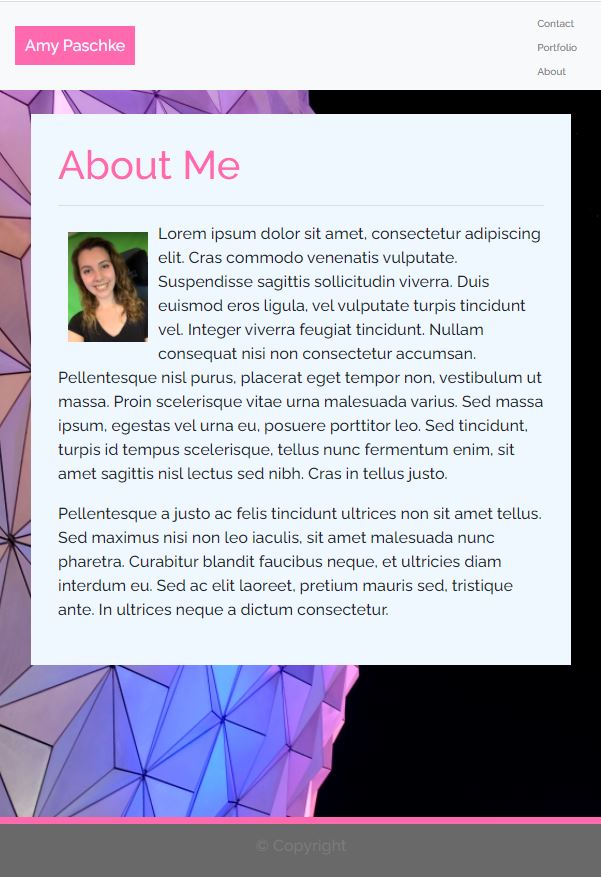 Amy Paschke
Contact
Portfolio
About
About Me
Lorem ipsum dolor sit amet, consectetur adipiscing
elit. Cras commodo venenatis vulputate.
Suspendisse sagittis sollicitudin viverra. Duis
euismod eros ligula, vel vulputate turpis tincidunt
vel. Integer viverra feugiat tincidunt. Nullam
consequat nisi non consectetur accumsan.
Pellentesque nisl purus, placerat eget tempor non, vestibulum ut
massa. Proin scelerisque vitae urna malesuada varius. Sed massa
ipsum, egestas vel urna eu, posuere porttitor leo. Sed tincidunt,
turpis id tempus scelerisque, tellus nunc fermentum enim, sit
amet sagittis nisl lectus sed nibh. Cras in tellus justo.
Pellentesque a justo ac felis tincidunt ultrices non sit amet tellus.
Sed maximus nisi non leo iaculis, sit amet malesuada nunc
pharetra. Curabitur blandit faucibus neque, et ultricies diam
interdum eu. Sed ac elit laoreet, pretium mauris sed, tristique
ante. In ultrices neque a dictum consectetur.
© Copyright